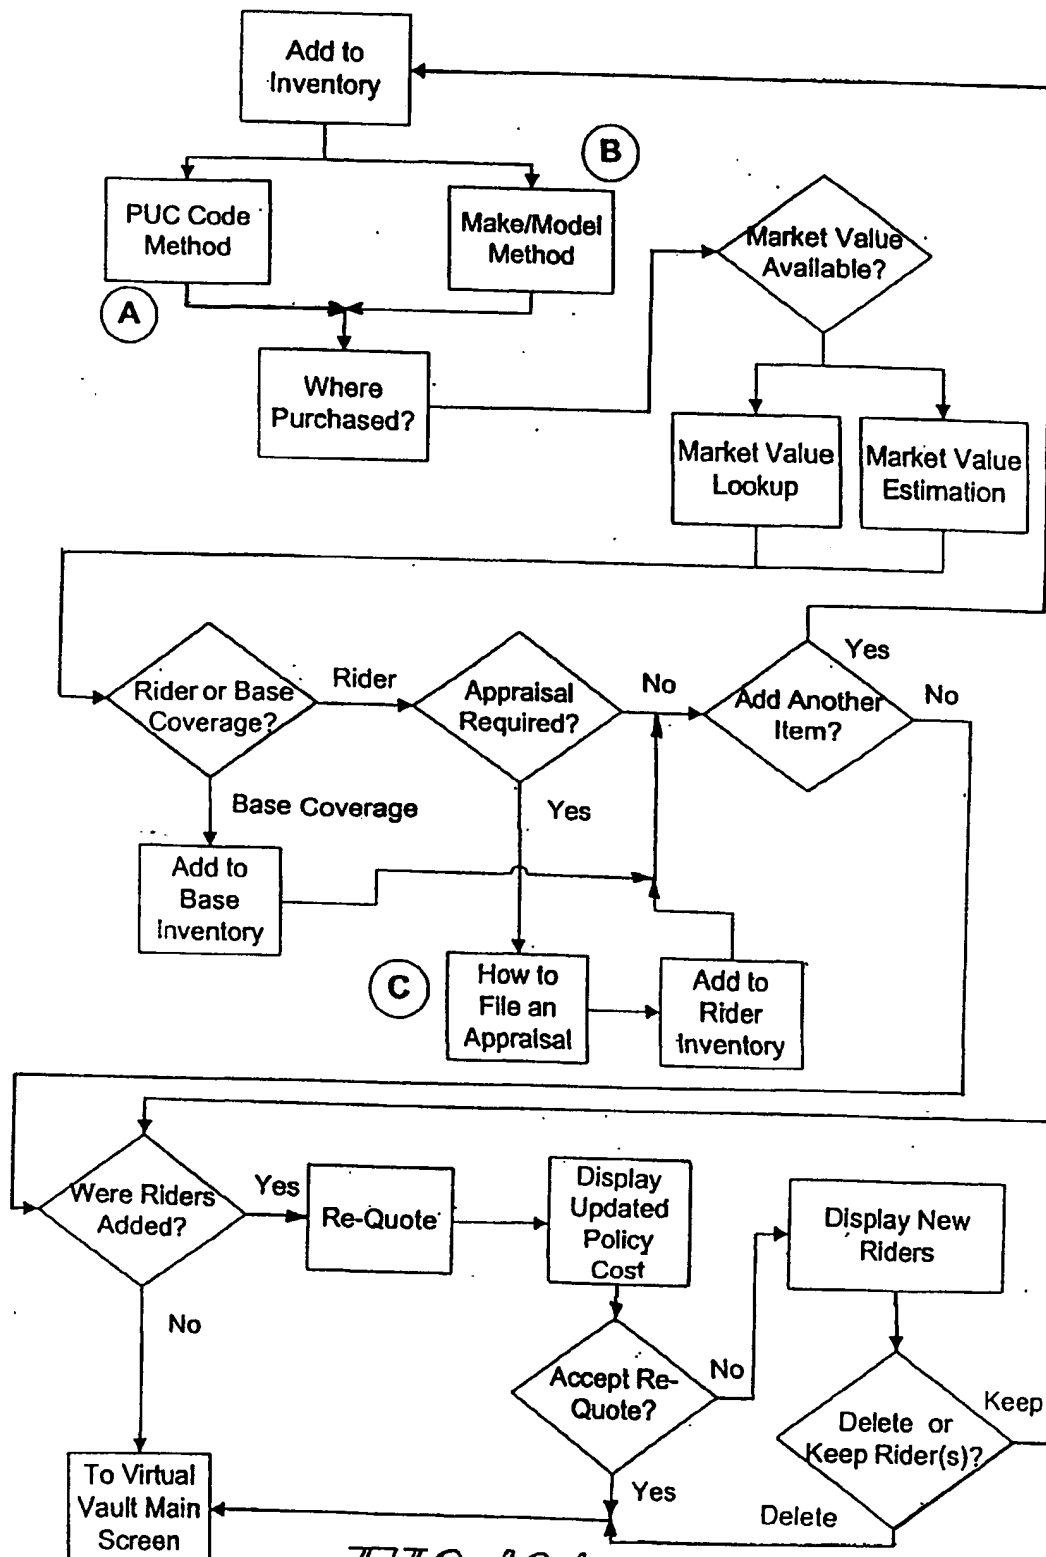 Add to
Inventory
B
PUC Code
Method
Make/Model
Method
Market Value
Available?
A
Where
Purchased?
Market Value
Lookup
Market Value
Estimation
Rider or Base
Coverage?
Rider
Appraisal
Required?
No
Add Another
Item?
Yes
No
Base Coverage
Yes
Add to
Base
Inventory
C
How to
File an
Appraisal
Add to
Rider
Inventory
Were Riders
Added?
Yes
Re-Quote
Display
Updated
Policy
Cost
Display New
Riders
No
Accept Re-
Quote?
No
Delete or
Keep Rider(s)?
Keep
Yes
Delete
To Virtual
Vault Main
Screen